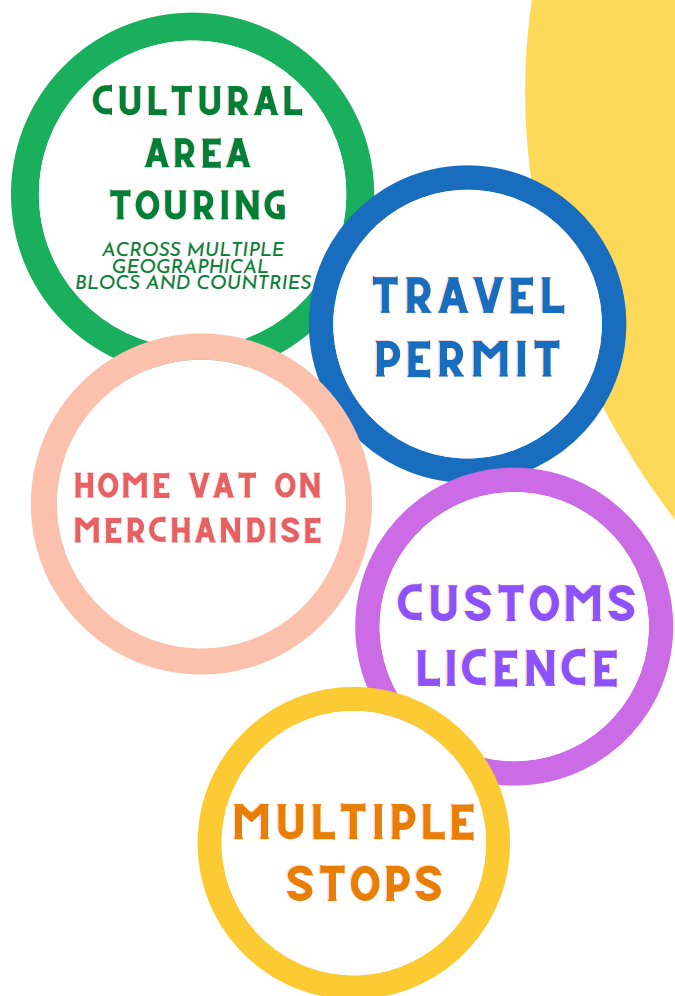 CULTURAL
AREA
TOURING
ACROSS MULTIPLE
GEOGRAPHICAL
BLOCS AND COUNTRIES
TRAVEL
PERMIT
HOME VAT ON
MERCHANDISE
CUSTOMS
LICENCE
MULTIPLE
STOPS